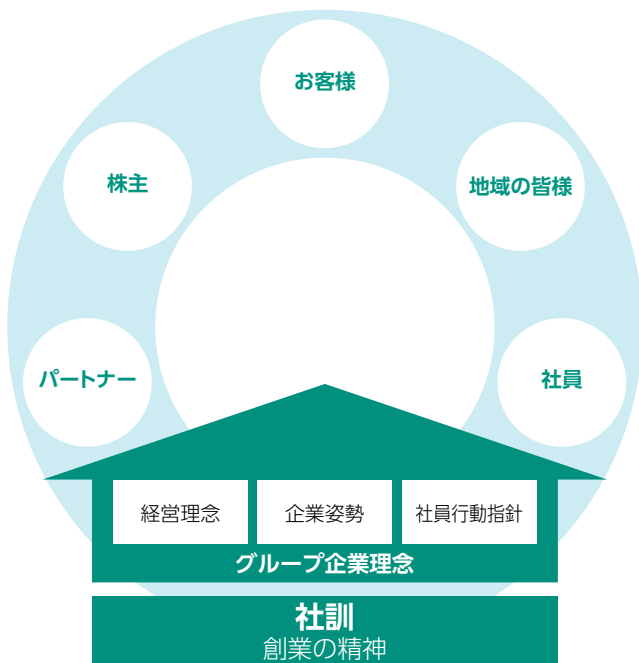 お客様
株主
地域の皆様
パートナー
社員
経営理念
企業姿勢
社員行動指針
グループ企業理念
社訓
創業の精神